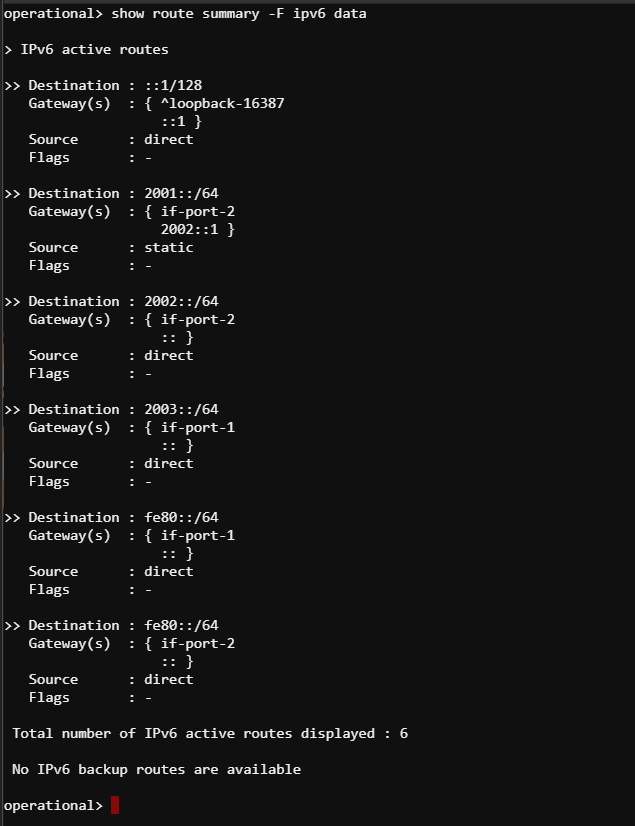 operational> show route summary -F ipv6 data
> IPv6 active routes
>> Destination : ::1/128
Gateway(s) : { ^loopback-16387
::1 }
Source : direct
Flags : -
>> Destination : 2001::/64
Gateway(s) : { if-port-2
2002::1 }
Source : static
Flags : -
>> Destination : 2002::/64
Gateway(s) : { if-port-2
:: }
Source : direct
Flags : -
>> Destination : 2003::/64
Gateway(s) : { if-port-1
:: }
Source : direct
Flags : -
>> Destination : fe80::/64
Gateway(s) : { if-port-1
:: }
Source : direct
Flags : -
>> Destination : fe80::/64
Gateway(s) : { if-port-2
:: }
Source : direct
Flags : -
Total number of IPv6 active routes displayed : 6
No IPv6 backup routes are available
operational>